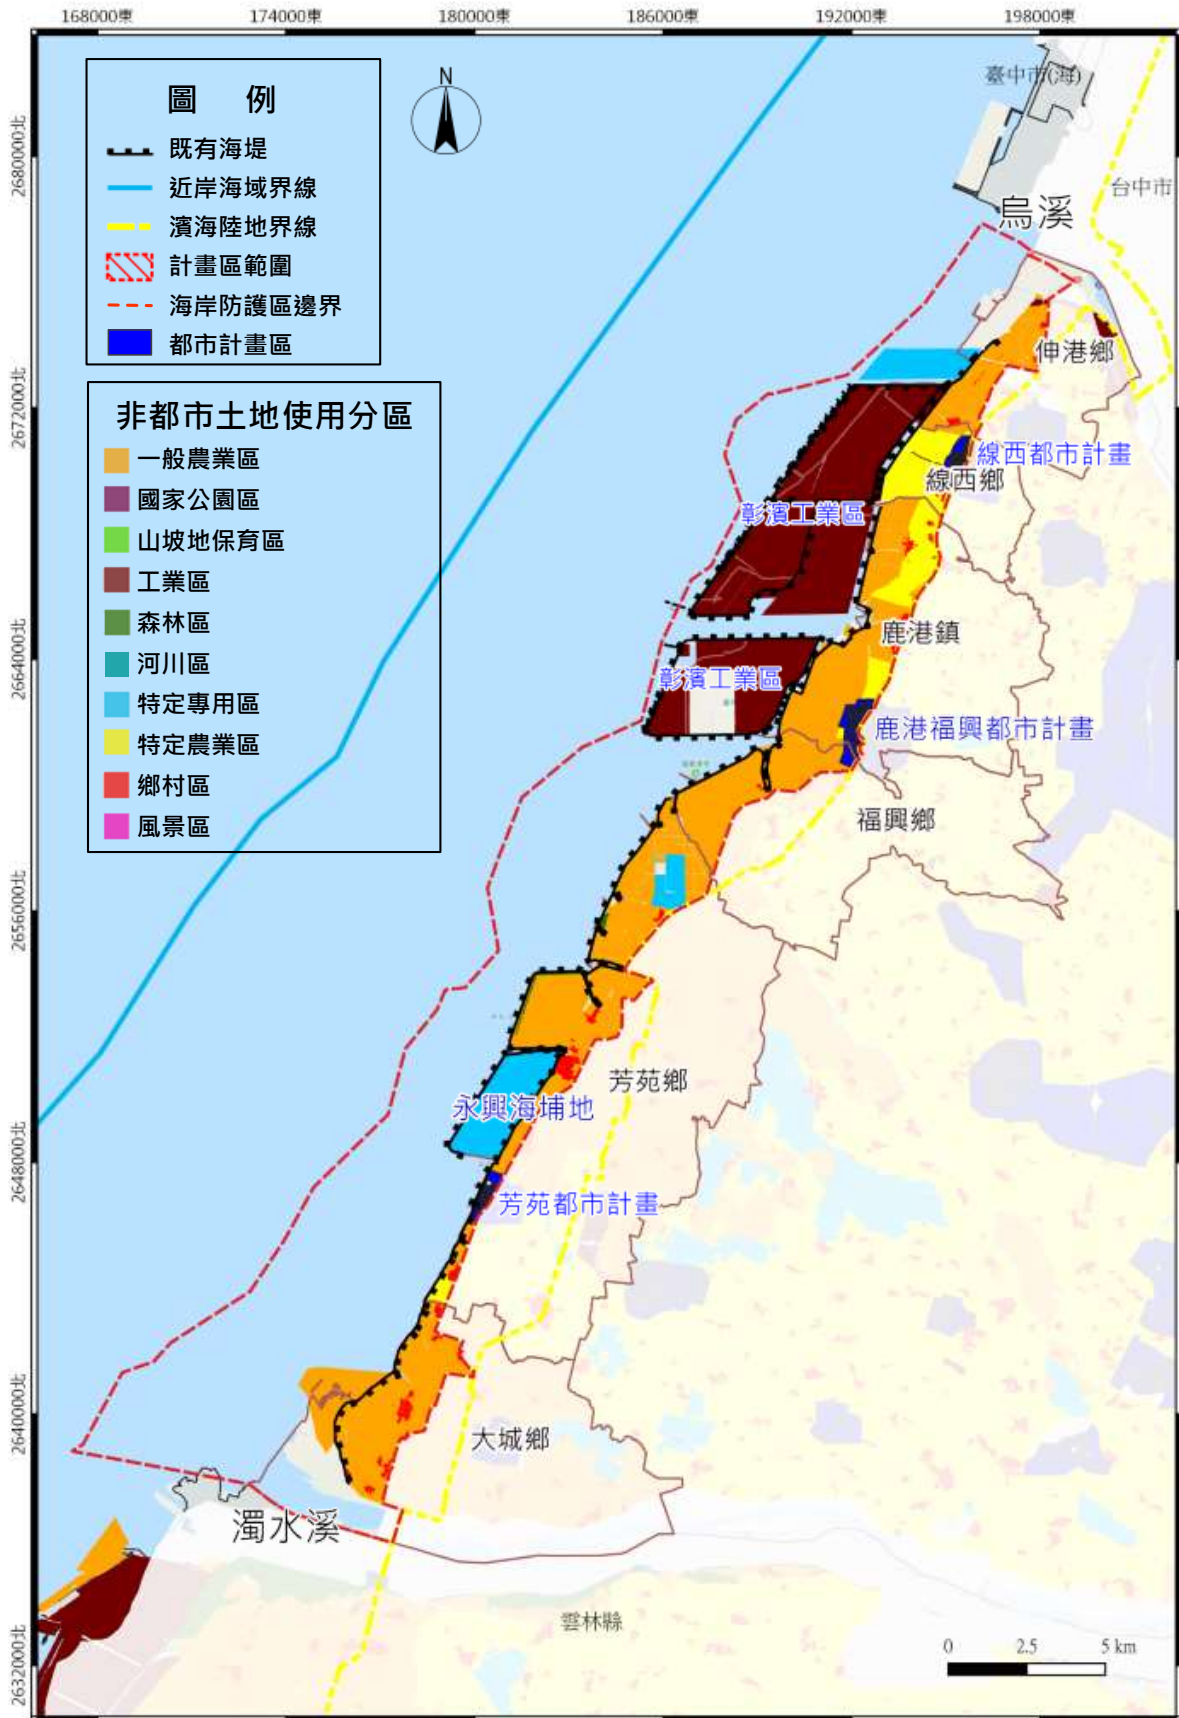 168000東 174000東 180000東 186000東 192000東 198000東
圖 例
既有海堤
近岸海域界線
濱海陸地界線
計畫區範圍
海岸防護區邊界
都市計畫區
N
非都市土地使用分區
一般農業區
國家公園區
山坡地保育區
工業區
森林區
河川區
特定專用區
特定農業區
鄉村區
風景區
臺中市(海)
台中市
烏溪
伸港鄉
線西都市計畫
線西鄉
彰濱工業區
鹿港鎮
彰濱工業區
鹿港福興都市計畫
福興鄉
芳苑鄉
永興海埔地
芳苑都市計畫
大城鄉
濁水溪
雲林縣
0 2.5 5 km
2680000北
2672000北
2664000北
2656000北
2648000北
2640000北
2632000北